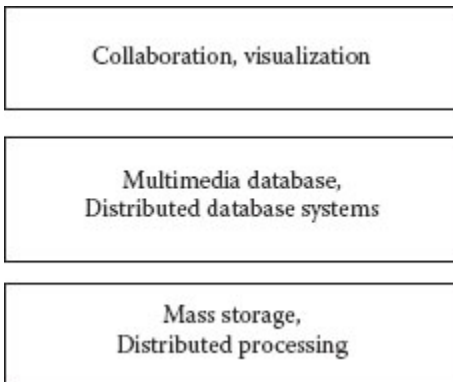 Collaboration, visualization
Multimedia database,
Distributed database systems
Mass storage,
Distributed processing